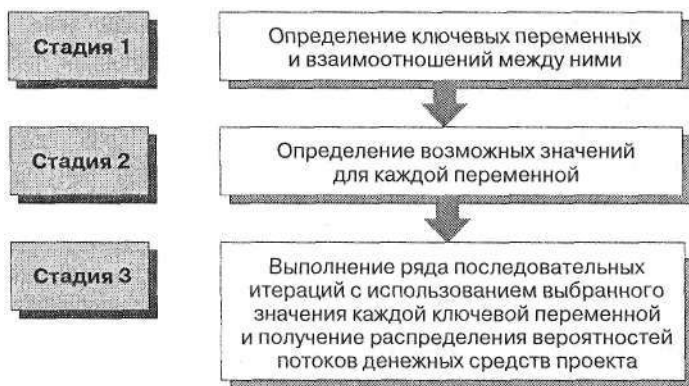 Стадия 1
Определение ключевых переменных
и взаимоотношений между ними
Стадия 2
Определение возможных значений
для каждой переменной
Стадия 3
Выполнение ряда последовательных
итераций с использованием выбранного
значения каждой ключевой переменной
и получение распределения вероятностей
потоков денежных средств проекта